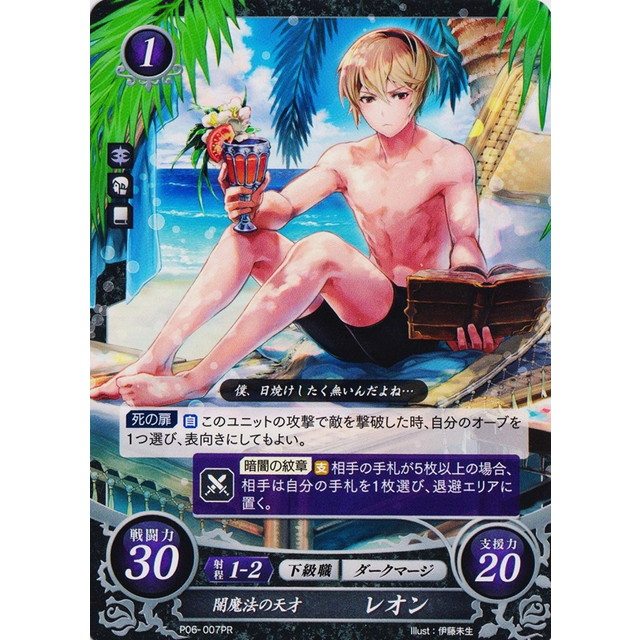 1
僕、日焼けしたく無いんだよね…
死の扉 自 このユニットの攻撃で敵を撃破した時、自分のオーブを
1つ選び、表向きにしてもよい。
暗闇の紋章 支 相手の手札が5枚以上の場合、
相手は自分の手札を1枚選び、退避エリアに
置く。
戦闘力
30
射程 1-2 下級職 ダークマージ
支援力
20
闇魔法の天才 レオン
P06-007PR
Illust：伊藤未生